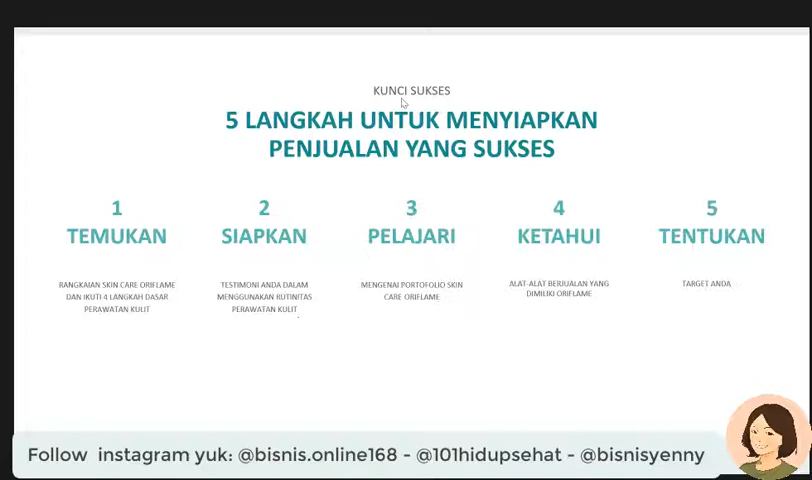 KUNCI SUKSES
5 LANGKAH UNTUK MENYIAPKAN
PENJUALAN YANG SUKSES
1
TEMUKAN
RANGKAIAN SKIN CARE ORIFLAME
DAN IKUTI 4 LANGKAH DASAR
PERAWATAN KULIT
2
SIAPKAN
TESTIMONI ANDA DALAM
MENGGUNAKAN RUTINITAS
PERAWATAN KULIT
3
PELAJARI
MENGENAI PORTOFOLIO SKIN
CARE ORIFLAME
4
KETAHUI
ALAT-ALAT BERJUALAN YANG
DIMILIKI ORIFLAME
5
TENTUKAN
TARGET ANDA
Follow instagram yuk: @bisnis.online168 - @101hidupsehat - @bisnisyenny